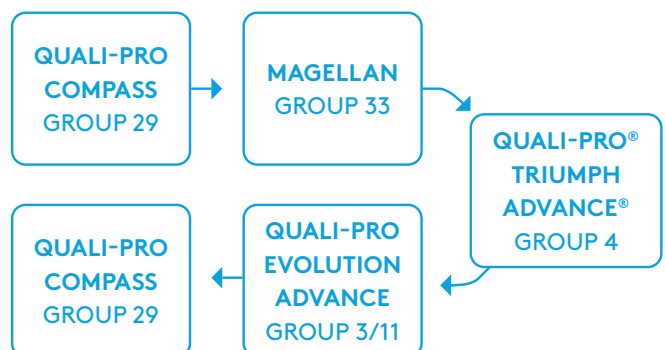 QUALI-PRO
COMPASS
GROUP 29
MAGELLAN
GROUP 33
QUALI-PRO®
TRIUMPH
ADVANCE®
GROUP 4
QUALI-PRO
EVOLUTION
ADVANCE
GROUP 3/11
QUALI-PRO
COMPASS
GROUP 29